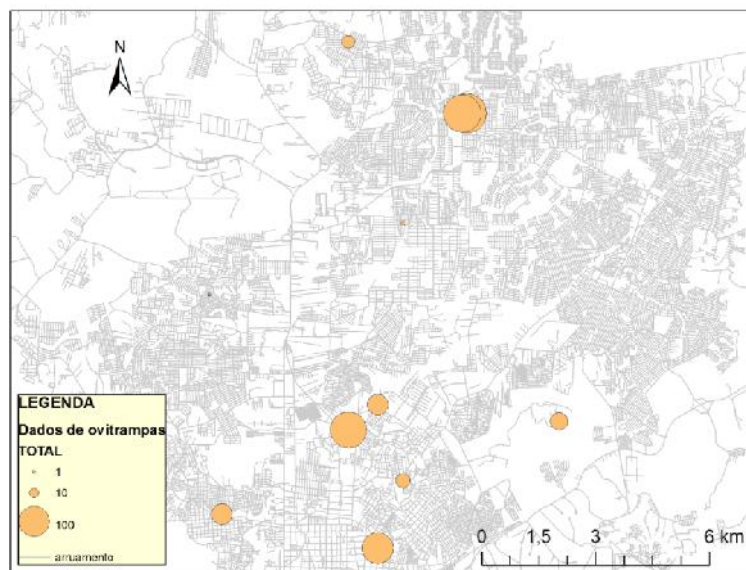 N
LEGENDA
Dados de ovitrampas
TOTAL
1
10
100
arruamento
0 1,5 3 6 km